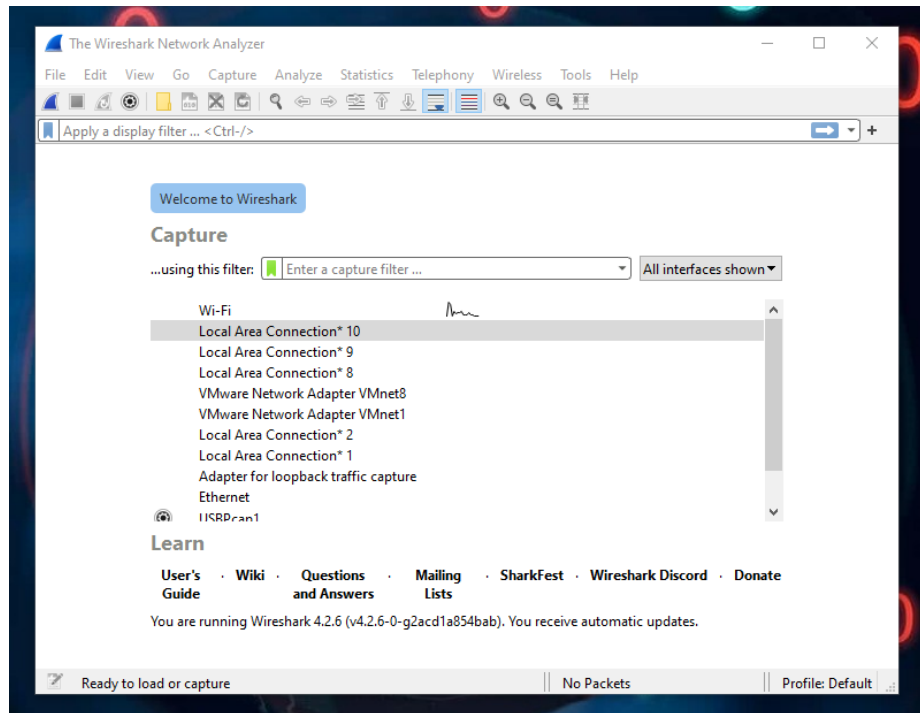 The Wireshark Network Analyzer
File Edit View Go Capture Analyze Statistics Telephony Wireless Tools Help
Apply a display filter ... <Ctrl-/>
Welcome to Wireshark
Capture
...using this filter: Enter a capture filter ... All interfaces shown
Wi-Fi
Local Area Connection* 10
Local Area Connection* 9
Local Area Connection* 8
VMware Network Adapter VMnet8
VMware Network Adapter VMnet1
Local Area Connection* 2
Local Area Connection* 1
Adapter for loopback traffic capture
Ethernet
USBPcap1
Learn
User's · Wiki · Questions · Mailing · SharkFest · Wireshark Discord · Donate
Guide and Answers Lists
You are running Wireshark 4.2.6 (v4.2.6-0-g2acd1a854bab). You receive automatic updates.
Ready to load or capture No Packets Profile: Default